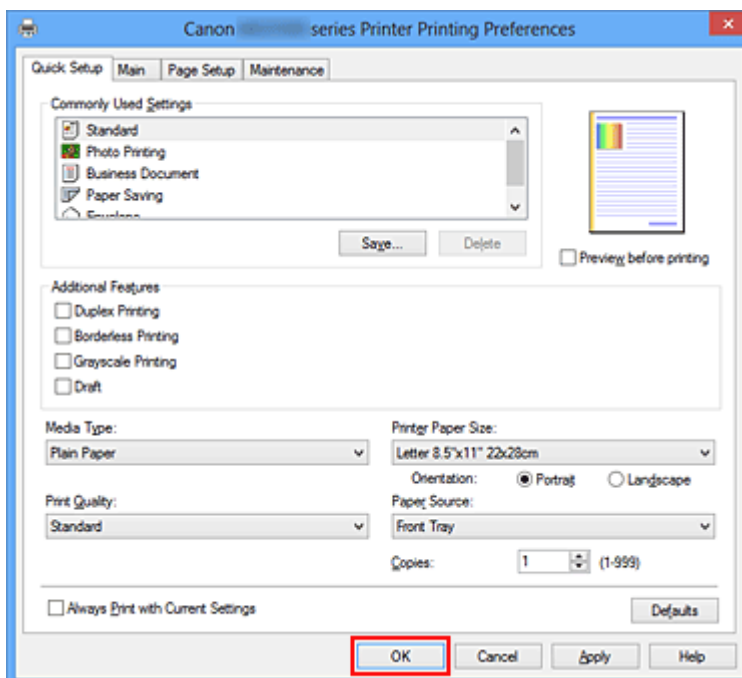 Canon series Printer Printing Preferences
Quick Setup Main Page Setup Maintenance
Commonly Used Settings
Standard
Photo Printing
Business Document
Paper Saving
Envelope
Save... Delete
Preview before printing
Additional Features
Duplex Printing
Borderless Printing
Grayscale Printing
Draft
Media Type:
Plain Paper
Printer Paper Size:
Letter 8.5"x11" 22x28cm
Orientation: Portrait Landscape
Print Quality:
Standard
Paper Source:
Front Tray
Copies: 1 (1-999)
Always Print with Current Settings
Defaults
OK Cancel Apply Help